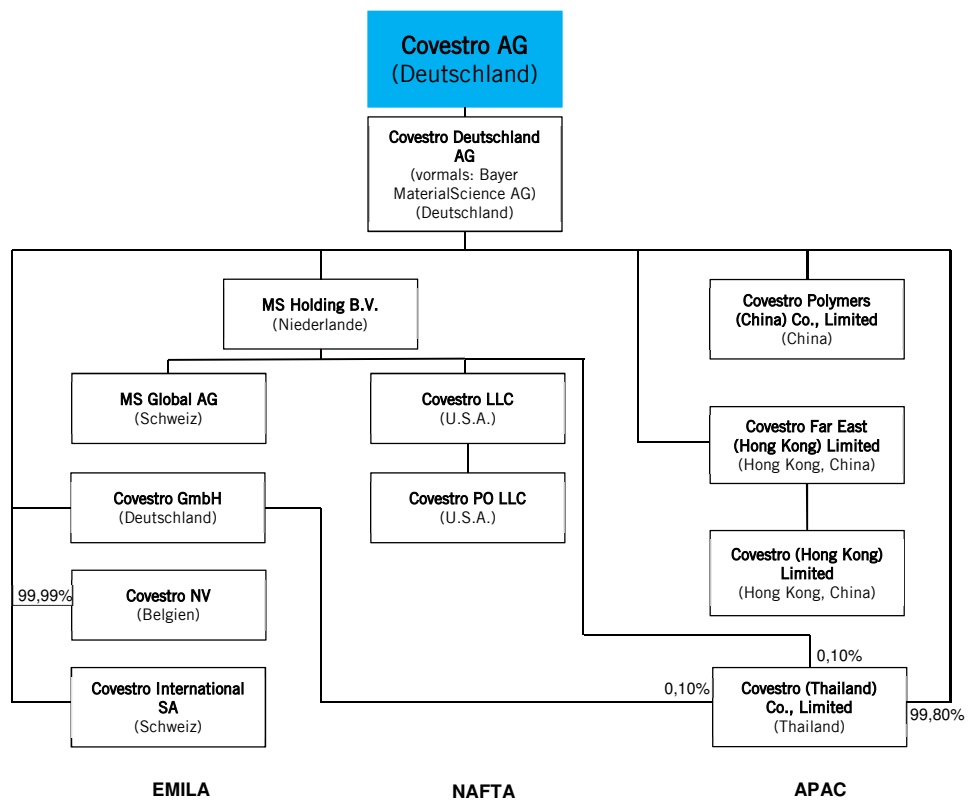 Covestro AG
(Deutschland)
Covestro Deutschland
AG
(vormals: Bayer
MaterialScience AG)
(Deutschland)
MS Holding B.V.
(Niederlande)
Covestro Polymers
(China) Co., Limited
(China)
MS Global AG
(Schweiz)
Covestro LLC
(U.S.A.)
Covestro Far East
(Hong Kong) Limited
(Hong Kong, China)
Covestro GmbH
(Deutschland)
Covestro PO LLC
(U.S.A.)
Covestro (Hong Kong)
Limited
(Hong Kong, China)
99,99%
Covestro NV
(Belgien)
0,10%
Covestro International
SA
(Schweiz)
0,10%
Covestro (Thailand)
Co., Limited
(Thailand)
99,80%
EMILA
NAFTA
APAC